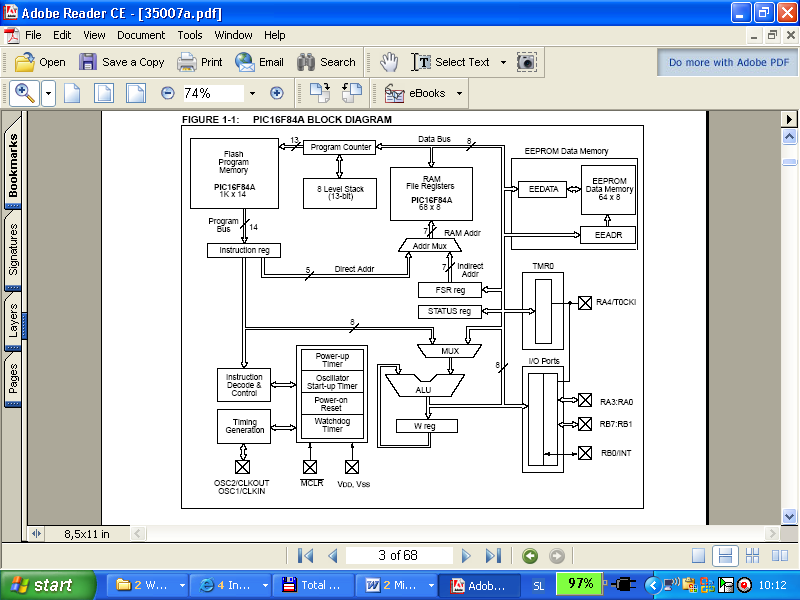 Adobe Reader CE - [35007a.pdf]
File Edit View Document Tools Window Help
Open Save a Copy Print Email Search Select Text Do more with Adobe PDF
74% eBooks
Bookmarks
Signatures
Layers
Pages
FIGURE 1-1: PIC16F84A BLOCK DIAGRAM
Flash
Program
Memory
PIC16F84A
1K x 14
13
Program Counter
Data Bus 8
8 Level Stack
(13-bit)
RAM
File Registers
PIC16F84A
68 x 8
EEPROM Data Memory
EEDATA
EEPROM
Data Memory
64 x 8
EEADR
Program
Bus
14
Instruction reg
7 RAM Addr
Addr Mux
5 Direct Addr
7 Indirect
Addr
FSR reg
STATUS reg
TMR0
RA4/T0CKI
8
MUX
8
I/O Ports
ALU
W reg
Instruction
Decode &
Control
Timing
Generation
Power-up
Timer
Oscillator
Start-up Timer
Power-on
Reset
Watchdog
Timer
RA3:RA0
RB7:RB1
RB0/INT
OSC2/CLKOUT
OSC1/CLKIN
MCLR
VDD, VSS
8,5x11 in
3 of 68
start 2 W... 4 In... Total ... 2 Mi... Adob... SL 97% 10:12